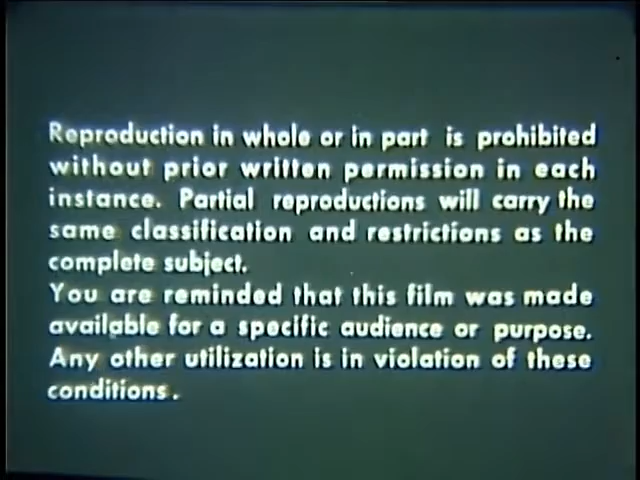 Reproduction in whole or in part is prohibited
without prior written permission in each
instance. Partial reproductions will carry the
same classification and restrictions as the
complete subject.
You are reminded that this film was made
available for a specific audience or purpose.
Any other utilization is in violation of these
conditions.